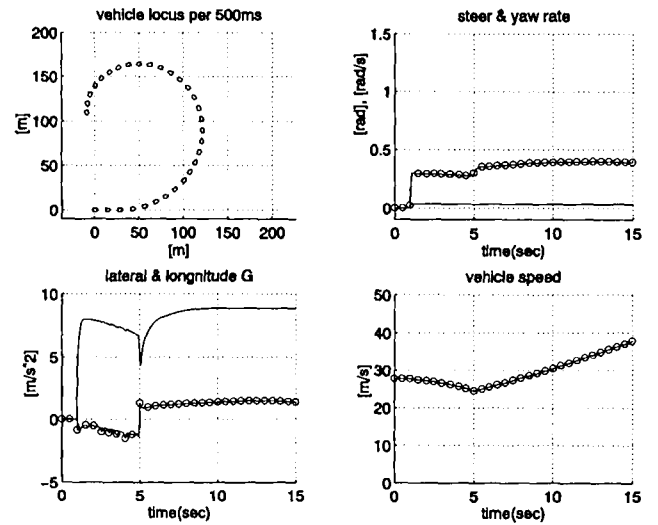 vehicle locus per 500ms
200
150
100
50
0
[m]
0 50 100 150 200
[m]
steer & yaw rate
1.5
1
0.5
0
[rad], [rad/s]
0 5 10 15
time(sec)
lateral & longnitude G
10
5
0
−5
[m/s^2]
0 5 10 15
time(sec)
vehicle speed
50
40
30
20
10
0
[m/s]
0 5 10 15
time(sec)